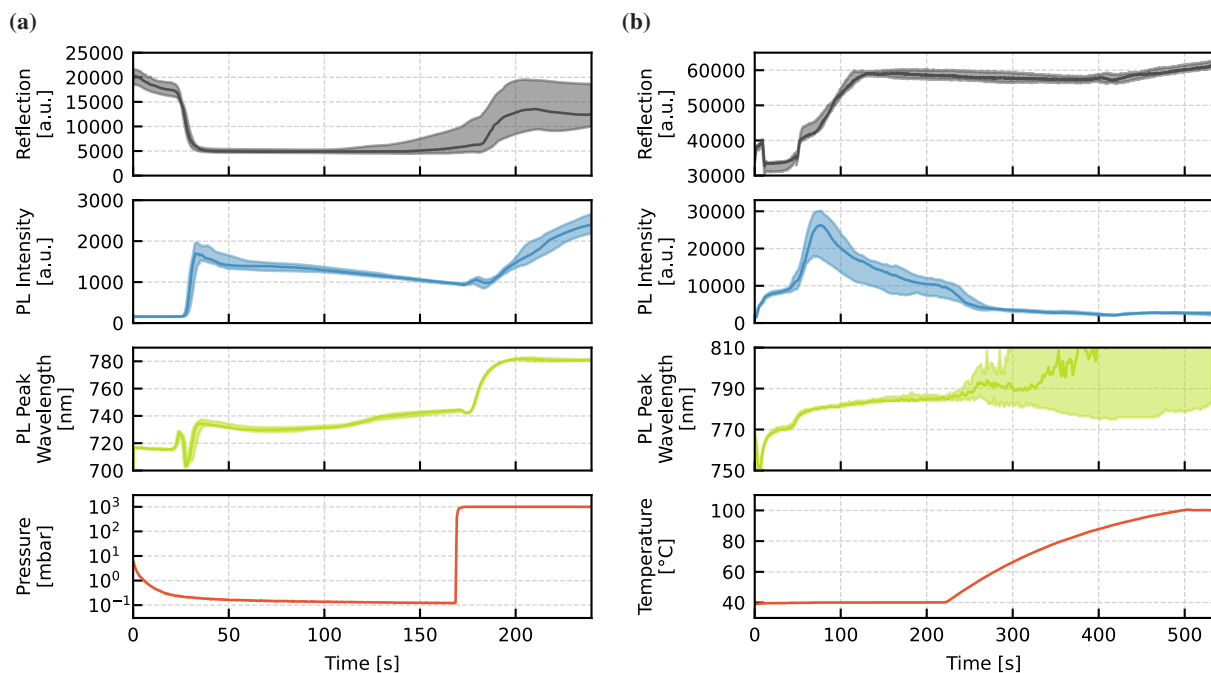 (a)
(b)
25000
20000
15000
10000
5000
0
Reflection
[a.u.]
3000
2000
1000
0
PL Intensity
[a.u.]
780
760
740
720
700
PL Peak
Wavelength
[nm]
10³
10²
10¹
10⁰
10⁻¹
Pressure
[mbar]
0
50
100
150
200
Time [s]
60000
50000
40000
30000
Reflection
[a.u.]
30000
20000
10000
0
PL Intensity
[a.u.]
810
790
770
750
PL Peak
Wavelength
[nm]
100
80
60
40
Temperature
[°C]
0
100
200
300
400
500
Time [s]